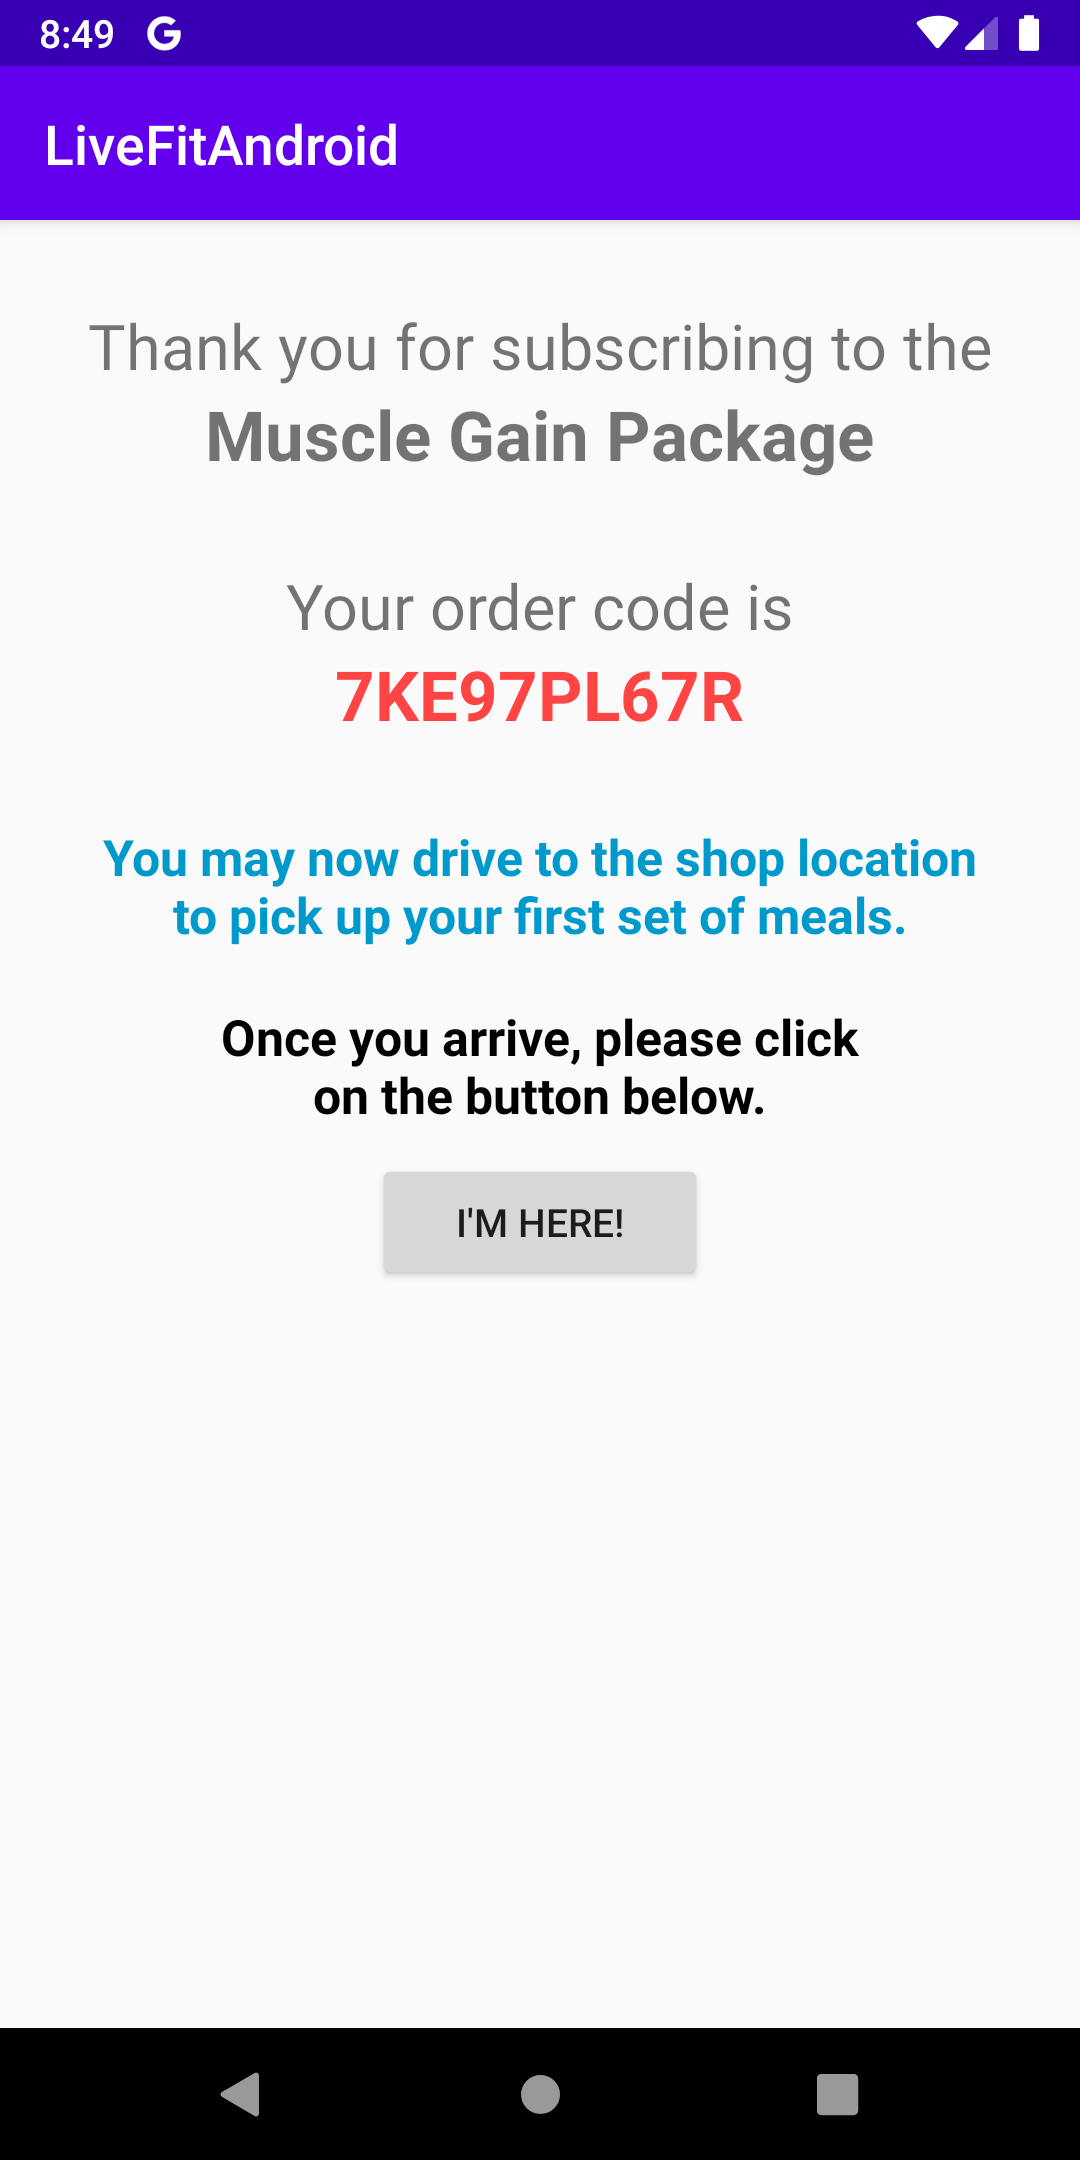 8:49
LiveFitAndroid
Thank you for subscribing to the
Muscle Gain Package
Your order code is
7KE97PL67R
You may now drive to the shop location
to pick up your first set of meals.
Once you arrive, please click
on the button below.
I'M HERE!